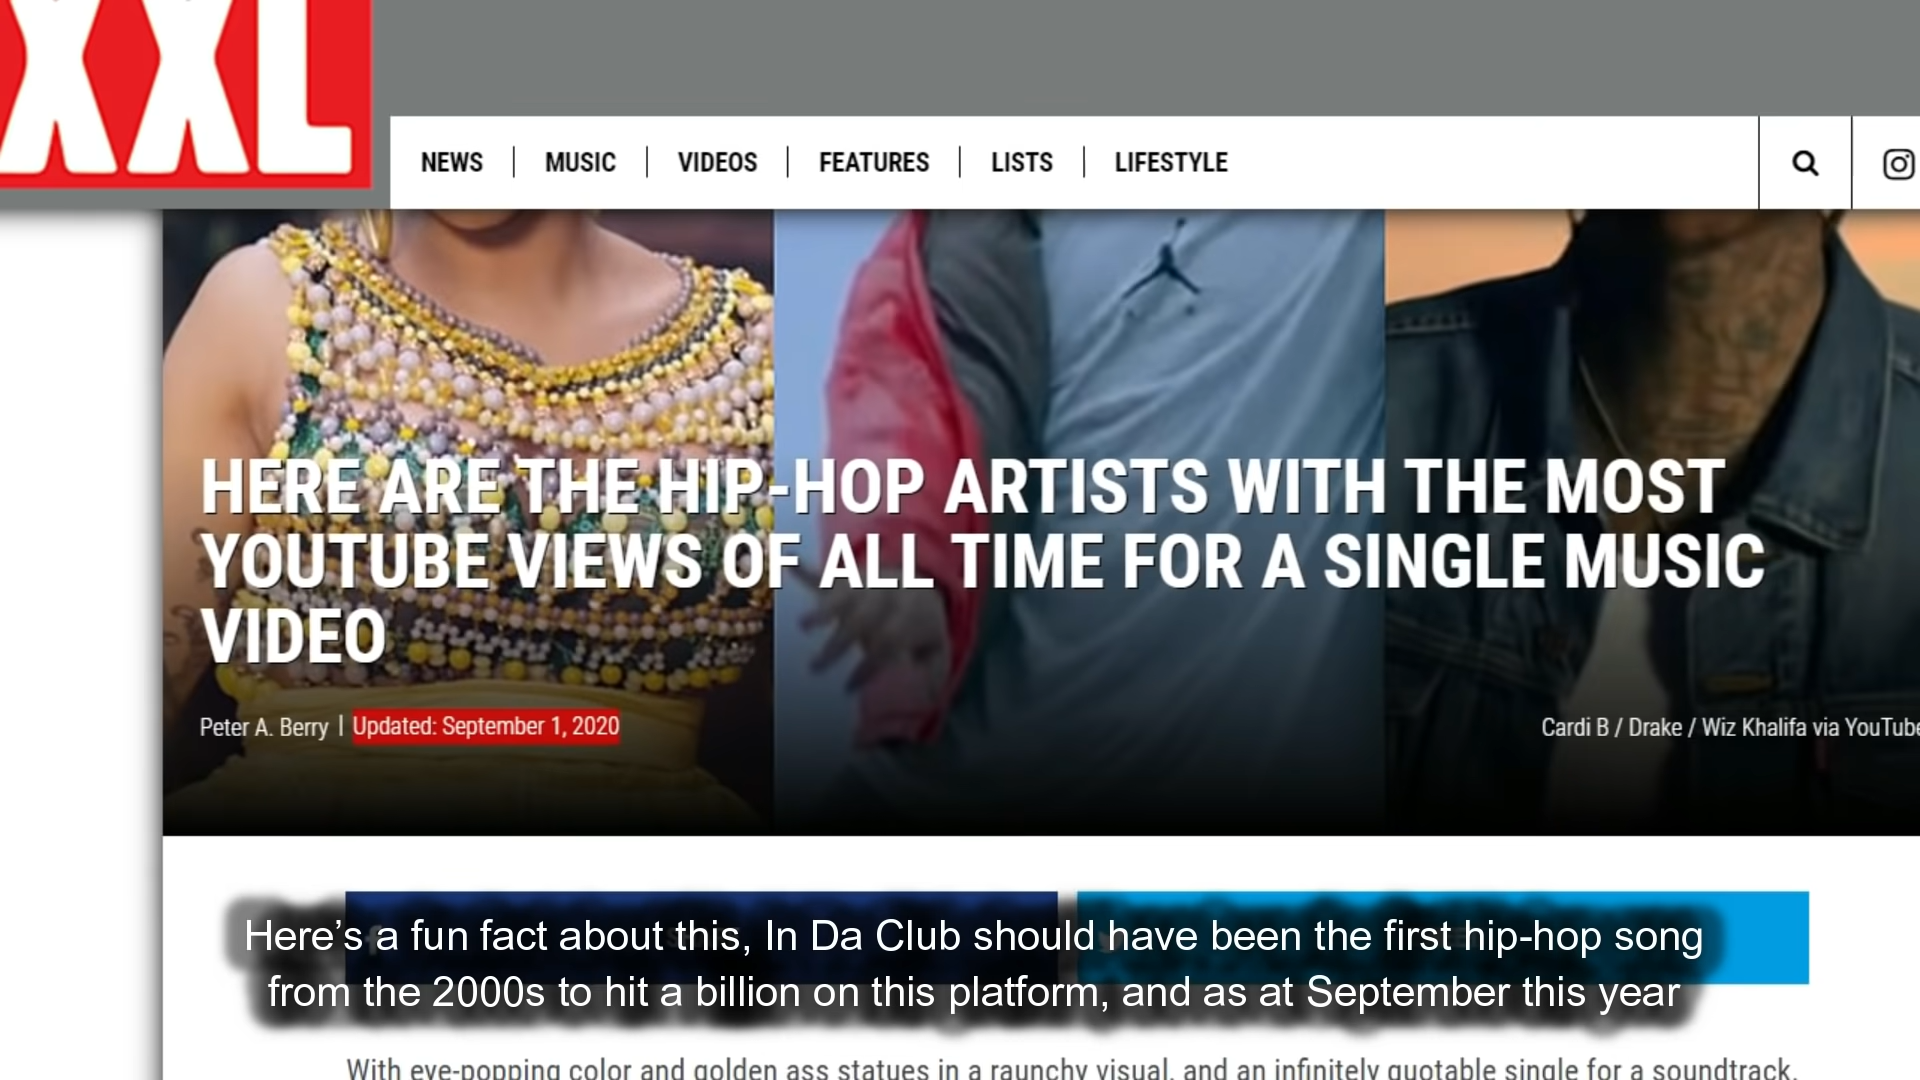 XXL
NEWS | MUSIC | VIDEOS | FEATURES | LISTS | LIFESTYLE
HERE ARE THE HIP-HOP ARTISTS WITH THE MOST
YOUTUBE VIEWS OF ALL TIME FOR A SINGLE MUSIC
VIDEO
Peter A. Berry | Updated: September 1, 2020
Cardi B / Drake / Wiz Khalifa via YouTube
Here’s a fun fact about this, In Da Club should have been the first hip-hop song
from the 2000s to hit a billion on this platform, and as at September this year
With eye-popping color and golden ass statues in a raunchy visual, and an infinitely quotable single for a soundtrack,